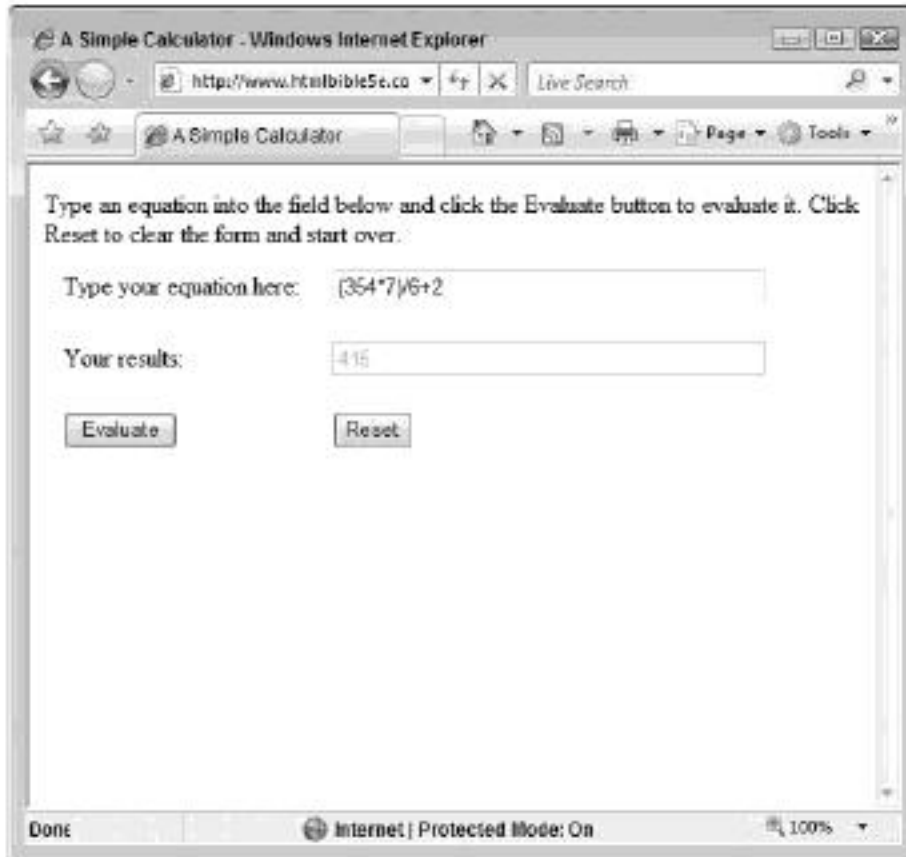 A Simple Calculator - Windows Internet Explorer
http://www.htmlbible5e.co Live Search
A Simple Calculator Page Tools
Type an equation into the field below and click the Evaluate button to evaluate it. Click
Reset to clear the form and start over.
Type your equation here: (354*7)/6+2
Your results: 415
Evaluate Reset
Done Internet | Protected Mode: On 100%